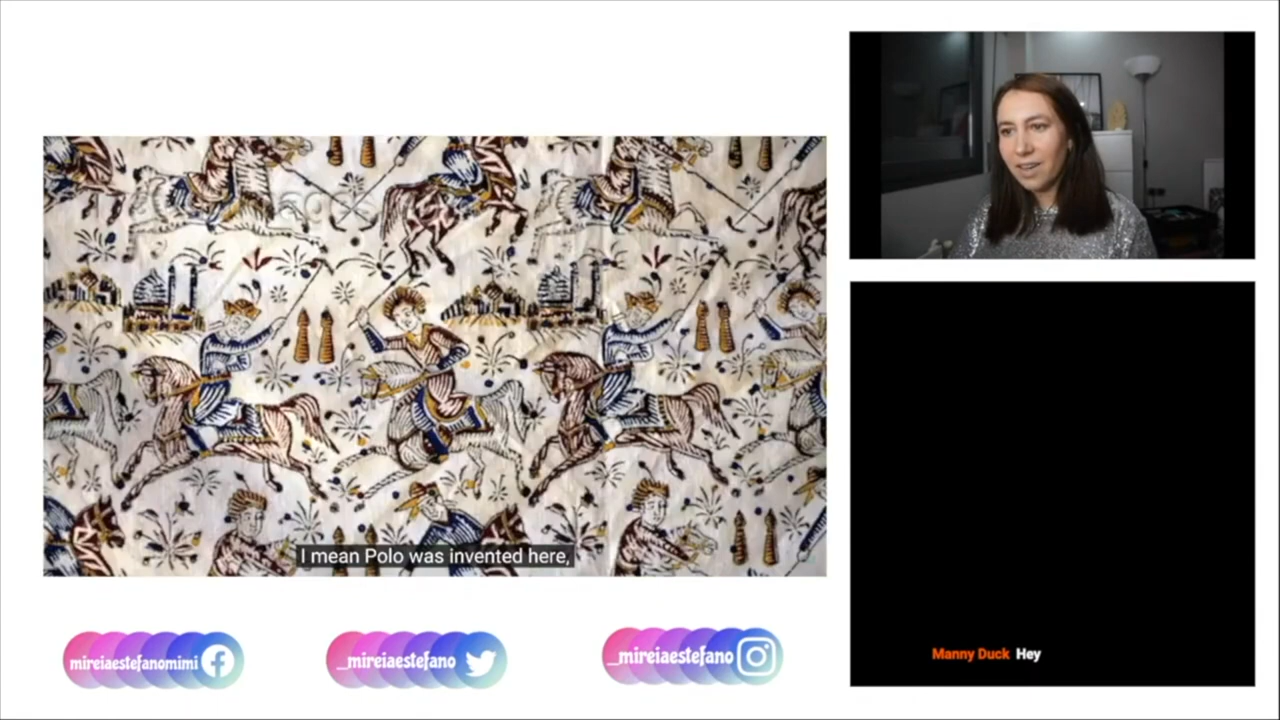 I mean Polo was invented here,
mireiaestefanomimi
_mireiaestefano
_mireiaestefano
Manny Duck Hey